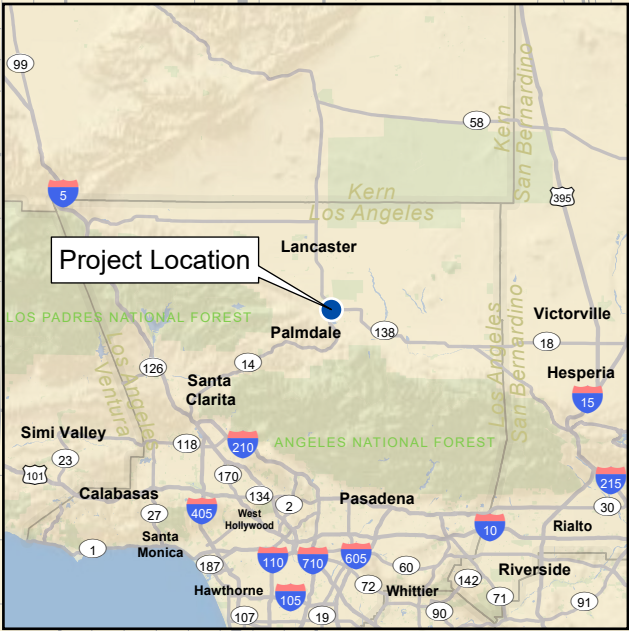 99
58
Kern
San Bernardino
5
395
Kern
Los Angeles
Lancaster
Project Location
LOS PADRES NATIONAL FOREST
Palmdale
138
Los Angeles
San Bernardino
Victorville
18
Los Angeles
Ventura
126
14
Hesperia
Santa
Clarita
15
Simi Valley
118
210
ANGELES NATIONAL FOREST
23
101
170
215
Calabasas
134
2
Pasadena
30
27
405
West
Hollywood
10
Rialto
Santa
Monica
1
187
110
710
605
60
Riverside
Hawthorne
105
72
Whittier
142
71
91
107
19
90